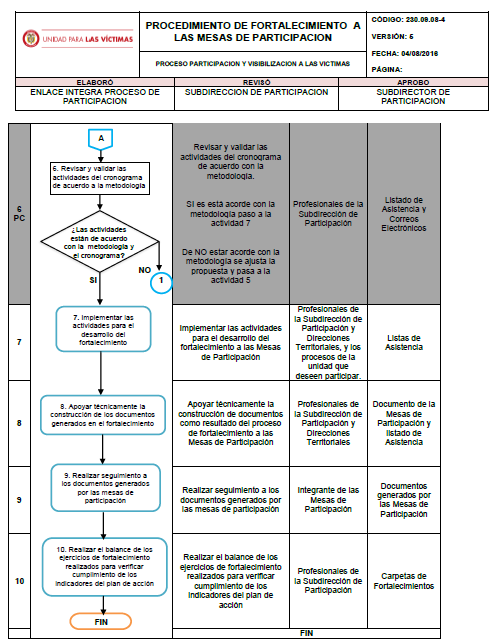 UNIDAD PARA LAS VÍCTIMAS
PROCEDIMIENTO DE FORTALECIMIENTO A
LAS MESAS DE PARTICIPACION
PROCESO PARTICIPACION Y VISIBILIZACION A LAS VICTIMAS
CÓDIGO: 230.09.08-4
VERSIÓN: 5
FECHA: 04/08/2016
PÁGINA:
ELABORÓ
REVISÓ
APROBO
ENLACE INTEGRA PROCESO DE
PARTICIPACION
SUBDIRECCION DE PARTICIPACION
SUBDIRECTOR DE
PARTICIPACION
6
PC
A
6. Revisar y validar las
actividades del cronograma
de acuerdo a la metodología
¿Las actividades
están de acuerdo
con la metodología y
el cronograma?
NO
1
SI
Revisar y validar las
actividades del cronograma
de acuerdo con la
metodología.
SI es está acorde con la
metodología paso a la
actividad 7
De NO estar acorde con la
metodología se ajusta la
propuesta y pasa a la
actividad 5
Profesionales de la
Subdirección de
Participación
Listado de
Asistencia y
Correos
Electrónicos
7
7. Implementar las
actividades para el
desarrollo del
fortalecimiento
Implementar las actividades
para el desarrollo del
fortalecimiento a las Mesas
de Participación
Profesionales de
la Subdirección de
Participación y
Direcciones
Territoriales, y los
procesos de la
unidad que
deseen participar.
Listas de
Asistencia
8
8. Apoyar técnicamente la
construcción de los documentos
generados en el fortalecimiento
Apoyar técnicamente la
construcción de documentos
como resultado del proceso
de fortalecimiento a las
Mesas de Participación
Profesionales de
la Subdirección de
Participación y
Direcciones
Territoriales
Documento de la
Mesas de
Participación y
listado de
Asistencia
9
9. Realizar seguimiento a
los documentos generados
por las mesas de
participación
Realizar seguimiento a los
documentos generados por
las mesas de participación
Integrante de las
Mesas de
Participación
Documentos
generados por
las Mesas de
Participación
10
10. Realizar el balance de los
ejercicios de fortalecimiento
realizados para verificar
cumplimiento de los
indicadores del plan de acción
Realizar el balance de los
ejercicios de fortalecimiento
realizados para verificar
cumplimiento de los
indicadores del plan de
acción
Profesionales de
la Subdirección de
Participación
Carpetas de
Fortalecimientos
FIN
FIN